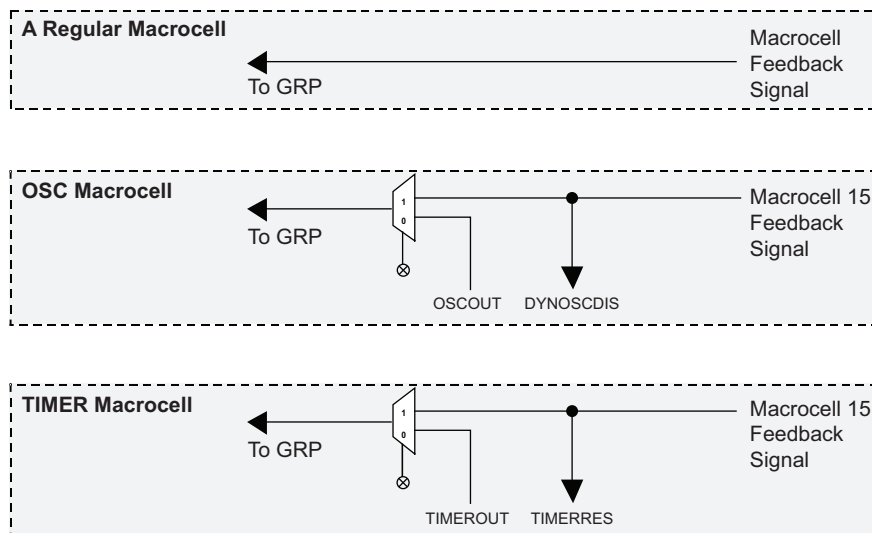 A Regular Macrocell
To GRP
Macrocell
Feedback
Signal
OSC Macrocell
To GRP
1
0
OSCOUT
DYNOSCDIS
Macrocell 15
Feedback
Signal
TIMER Macrocell
To GRP
1
0
TIMEROUT
TIMERRES
Macrocell 15
Feedback
Signal